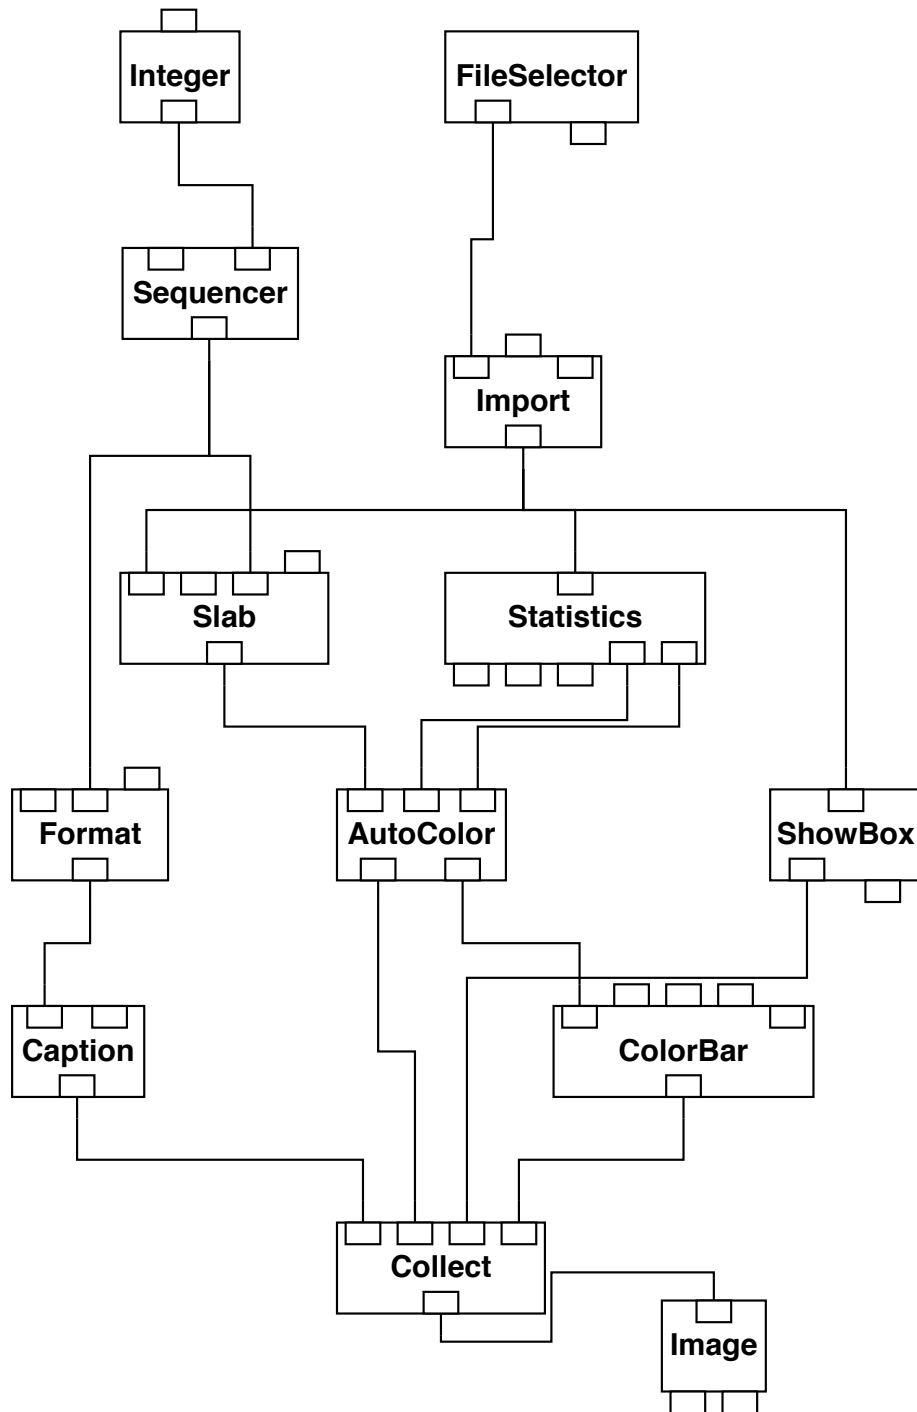 Integer
FileSelector
Sequencer
Import
Slab
Statistics
Format
AutoColor
ShowBox
Caption
ColorBar
Collect
Image